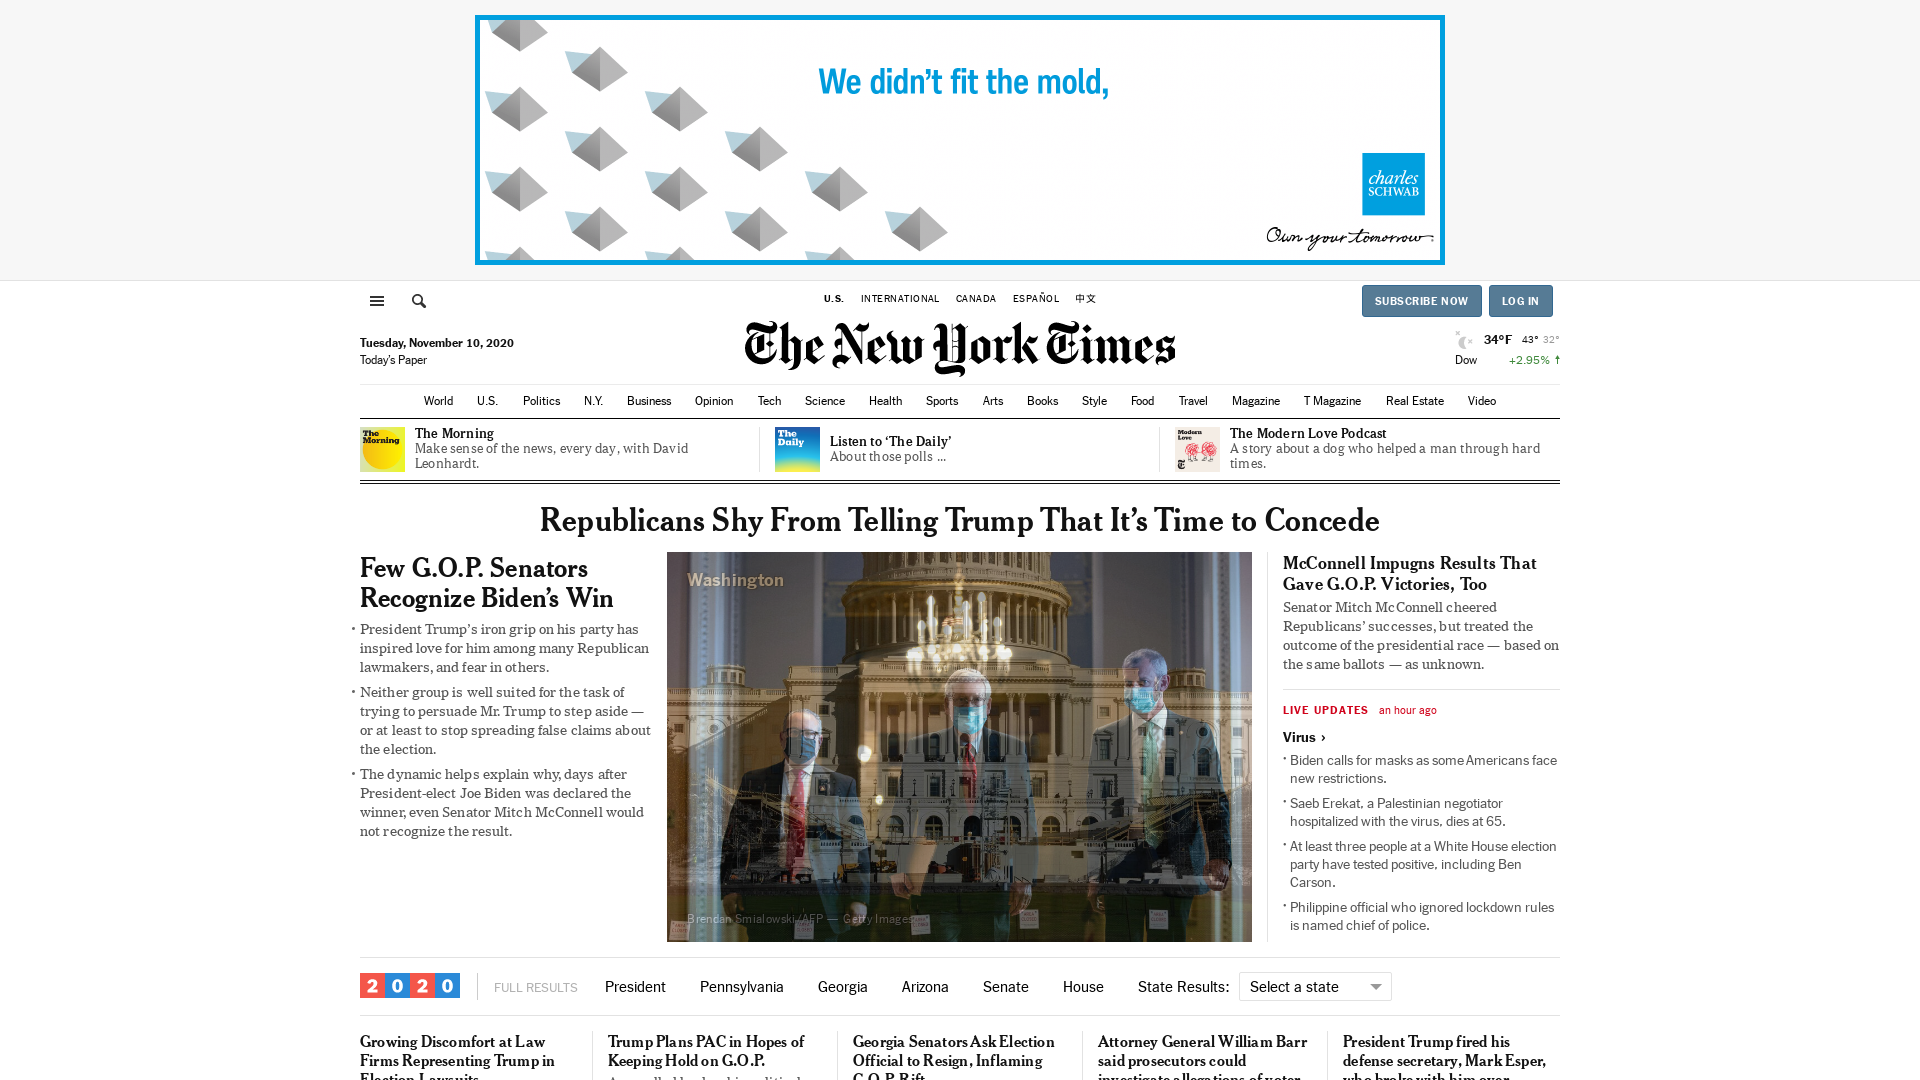 We didn't fit the mold,
charles
SCHWAB
Own your tomorrow.
U.S. INTERNATIONAL CANADA ESPAÑOL 中文
SUBSCRIBE NOW LOG IN
Tuesday, November 10, 2020
Today's Paper
The New York Times
34°F 43° 32°
Dow +2.95% ↑
World U.S. Politics N.Y. Business Opinion Tech Science Health Sports Arts Books Style Food Travel Magazine T Magazine Real Estate Video
The Morning
The Morning
Make sense of the news, every day, with David
Leonhardt.
The Daily
Listen to ‘The Daily’
About those polls ...
Modern Love
The Modern Love Podcast
A story about a dog who helped a man through hard
times.
Republicans Shy From Telling Trump That It’s Time to Concede
Few G.O.P. Senators
Recognize Biden’s Win
• President Trump’s iron grip on his party has
inspired love for him among many Republican
lawmakers, and fear in others.
• Neither group is well suited for the task of
trying to persuade Mr. Trump to step aside —
or at least to stop spreading false claims about
the election.
• The dynamic helps explain why, days after
President-elect Joe Biden was declared the
winner, even Senator Mitch McConnell would
not recognize the result.
Washington
Brendan Smialowski/AFP — Getty Images
McConnell Impugns Results That
Gave G.O.P. Victories, Too
Senator Mitch McConnell cheered
Republicans’ successes, but treated the
outcome of the presidential race — based on
the same ballots — as unknown.
LIVE UPDATES an hour ago
Virus ›
• Biden calls for masks as some Americans face
new restrictions.
• Saeb Erekat, a Palestinian negotiator
hospitalized with the virus, dies at 65.
• At least three people at a White House election
party have tested positive, including Ben
Carson.
• Philippine official who ignored lockdown rules
is named chief of police.
2020 FULL RESULTS President Pennsylvania Georgia Arizona Senate House State Results: Select a state
Growing Discomfort at Law
Firms Representing Trump in
Election Lawsuits
Trump Plans PAC in Hopes of
Keeping Hold on G.O.P.
Georgia Senators Ask Election
Official to Resign, Inflaming
G.O.P. Rift
Attorney General William Barr
said prosecutors could
investigate allegations of voter
President Trump fired his
defense secretary, Mark Esper,
who broke with him over